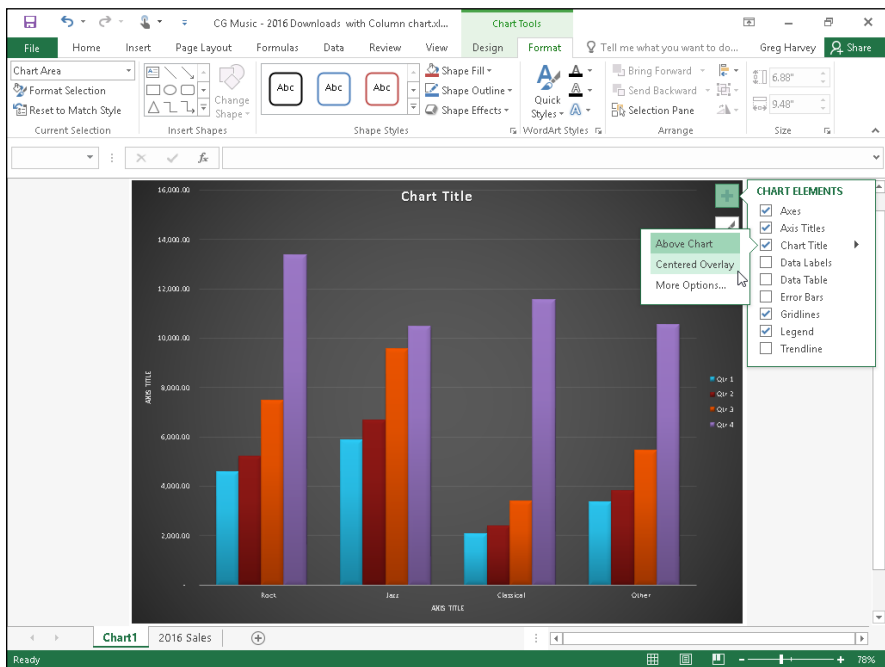 CG Music - 2016 Downloads with Column chart.xl...
Chart Tools
File Home Insert Page Layout Formulas Data Review View Design Format Tell me what you want to do... Greg Harvey Share
Chart Area
Format Selection
Reset to Match Style
Current Selection
Change
Shape
Insert Shapes
Abc Abc Abc
Shape Fill
Shape Outline
Shape Effects
Shape Styles
Quick
Styles
WordArt Styles
Bring Forward
Send Backward
Selection Pane
Arrange
6.88"
9.48"
Size
fx
Chart Title
16,000.00
14,000.00
12,000.00
10,000.00
8,000.00
6,000.00
4,000.00
2,000.00
-
AXIS TITLE
Rock Jazz Classical Other
AXIS TITLE
Qtr 1
Qtr 2
Qtr 3
Qtr 4
Above Chart
Centered Overlay
More Options...
CHART ELEMENTS
Axes
Axis Titles
Chart Title
Data Labels
Data Table
Error Bars
Gridlines
Legend
Trendline
Chart1 2016 Sales
Ready
78%